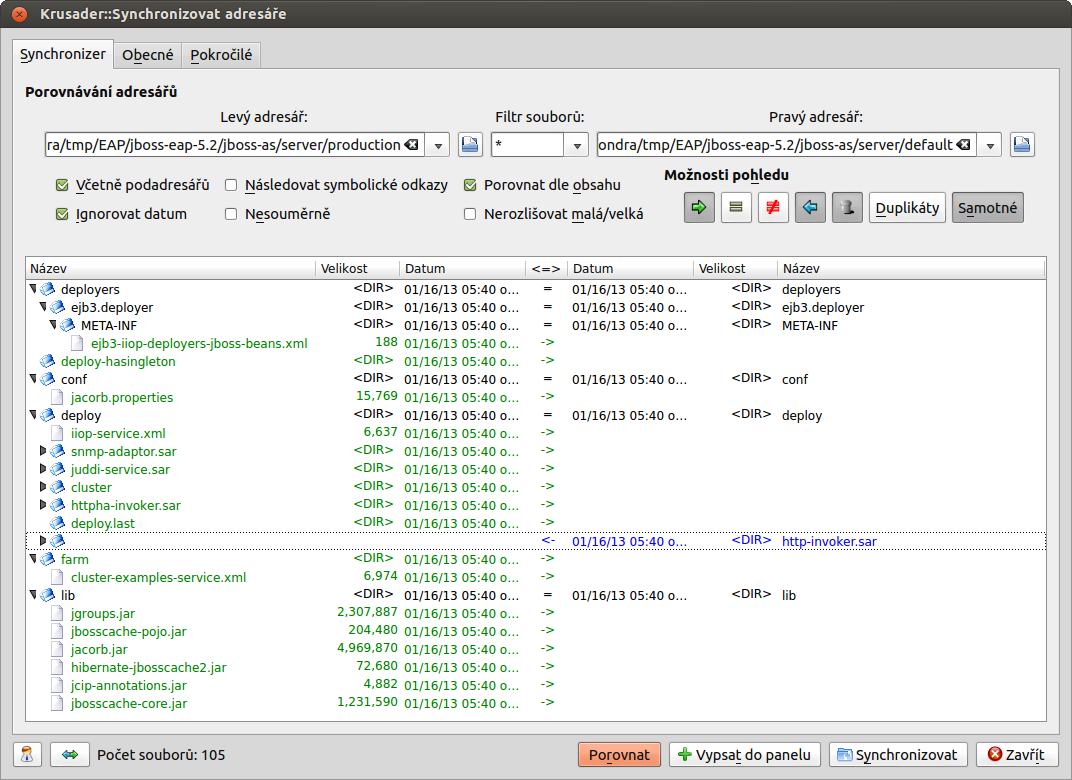 Krusader::Synchronizovat adresáře
Synchronizer Obecné Pokročilé
Porovnávání adresářů
Levý adresář: Filtr souborů: Pravý adresář:
ra/tmp/EAP/jboss-eap-5.2/jboss-as/server/production * ondra/tmp/EAP/jboss-eap-5.2/jboss-as/server/default
Včetně podadresářů Následovat symbolické odkazy Porovnat dle obsahu Možnosti pohledu
Ignorovat datum Nesouměrně Nerozlišovat malá/velká = ≠ Duplikáty Samotné
Název Velikost Datum <=> Datum Velikost Název
deployers <DIR> 01/16/13 05:40 o... = 01/16/13 05:40 o... <DIR> deployers
ejb3.deployer <DIR> 01/16/13 05:40 o... = 01/16/13 05:40 o... <DIR> ejb3.deployer
META-INF <DIR> 01/16/13 05:40 o... = 01/16/13 05:40 o... <DIR> META-INF
ejb3-iiop-deployers-jboss-beans.xml 188 01/16/13 05:40 o... ->
deploy-hasingleton <DIR> 01/16/13 05:40 o... ->
conf <DIR> 01/16/13 05:40 o... = 01/16/13 05:40 o... <DIR> conf
jacorb.properties 15,769 01/16/13 05:40 o... ->
deploy <DIR> 01/16/13 05:40 o... = 01/16/13 05:40 o... <DIR> deploy
iiop-service.xml 6,637 01/16/13 05:40 o... ->
snmp-adaptor.sar <DIR> 01/16/13 05:40 o... ->
juddi-service.sar <DIR> 01/16/13 05:40 o... ->
cluster <DIR> 01/16/13 05:40 o... ->
httpha-invoker.sar <DIR> 01/16/13 05:40 o... ->
deploy.last <DIR> 01/16/13 05:40 o... ->
<- 01/16/13 05:40 o... <DIR> http-invoker.sar
farm <DIR> 01/16/13 05:40 o... ->
cluster-examples-service.xml 6,974 01/16/13 05:40 o... ->
lib <DIR> 01/16/13 05:40 o... = 01/16/13 05:40 o... <DIR> lib
jgroups.jar 2,307,887 01/16/13 05:40 o... ->
jbosscache-pojo.jar 204,480 01/16/13 05:40 o... ->
jacorb.jar 4,969,870 01/16/13 05:40 o... ->
hibernate-jbosscache2.jar 72,680 01/16/13 05:40 o... ->
jcip-annotations.jar 4,882 01/16/13 05:40 o... ->
jbosscache-core.jar 1,231,590 01/16/13 05:40 o... ->
Počet souborů: 105 Porovnat Vypsat do panelu Synchronizovat Zavřít